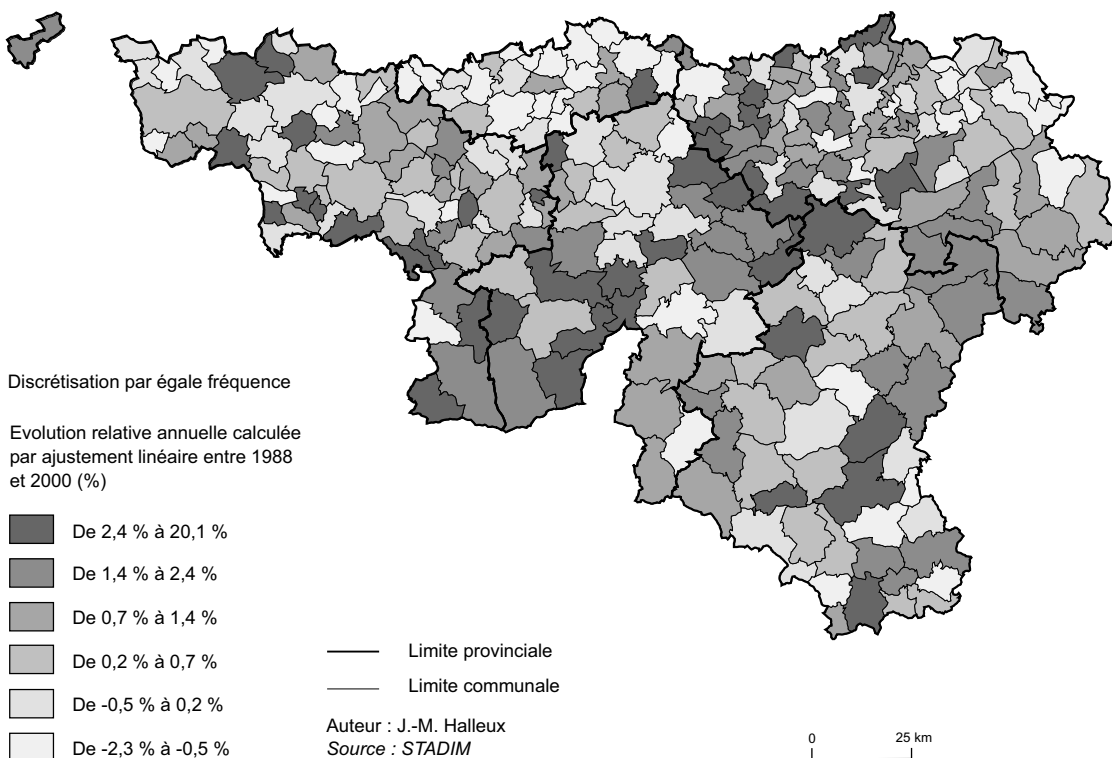 Discrétisation par égale fréquence
Evolution relative annuelle calculée
par ajustement linéaire entre 1988
et 2000 (%)
De 2,4 % à 20,1 %
De 1,4 % à 2,4 %
De 0,7 % à 1,4 %
De 0,2 % à 0,7 %
De -0,5 % à 0,2 %
De -2,3 % à -0,5 %
Limite provinciale
Limite communale
Auteur : J.-M. Halleux
Source : STADIM
0 25 km